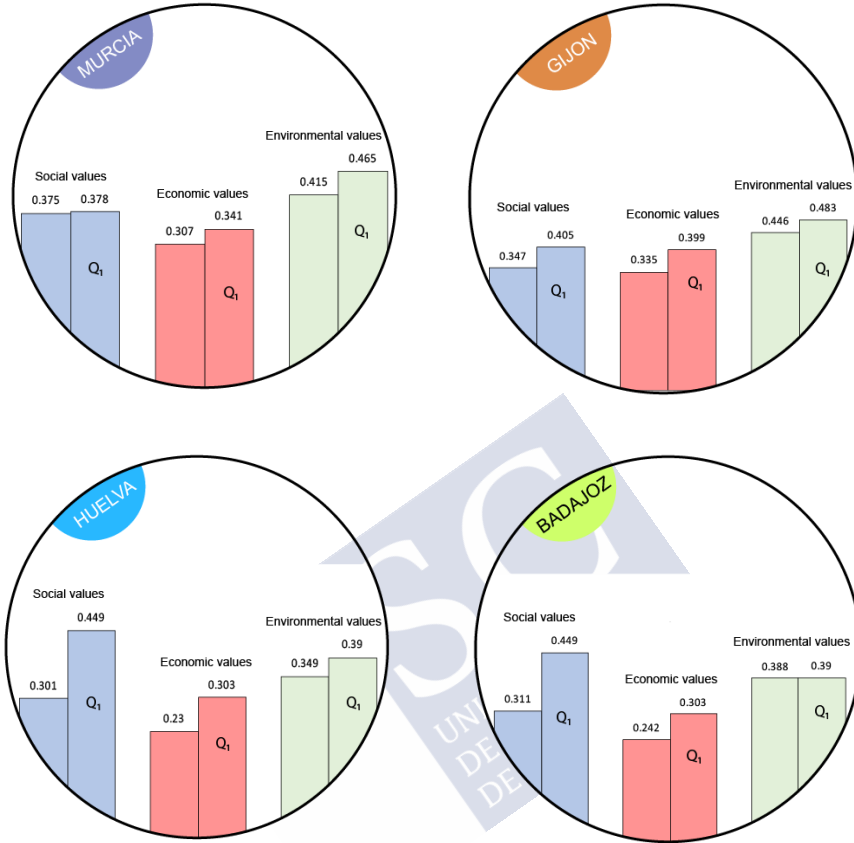 MURCIA
Environmental values
0.465
0.415
Social values
0.375 0.378
Economic values
0.341
0.307
Q₁
Q₁
Q₁
GIJON
Environmental values
0.483
0.446
Social values
0.405
0.347
Economic values
0.399
0.335
Q₁
Q₁
Q₁
HUELVA
Social values
0.449
0.301
Environmental values
0.39
0.349
Economic values
0.303
0.23
Q₁
Q₁
Q₁
BADAJOZ
Social values
0.449
0.311
Environmental values
0.388 0.39
Economic values
0.303
0.242
Q₁
Q₁
Q₁
SC
DE
DE